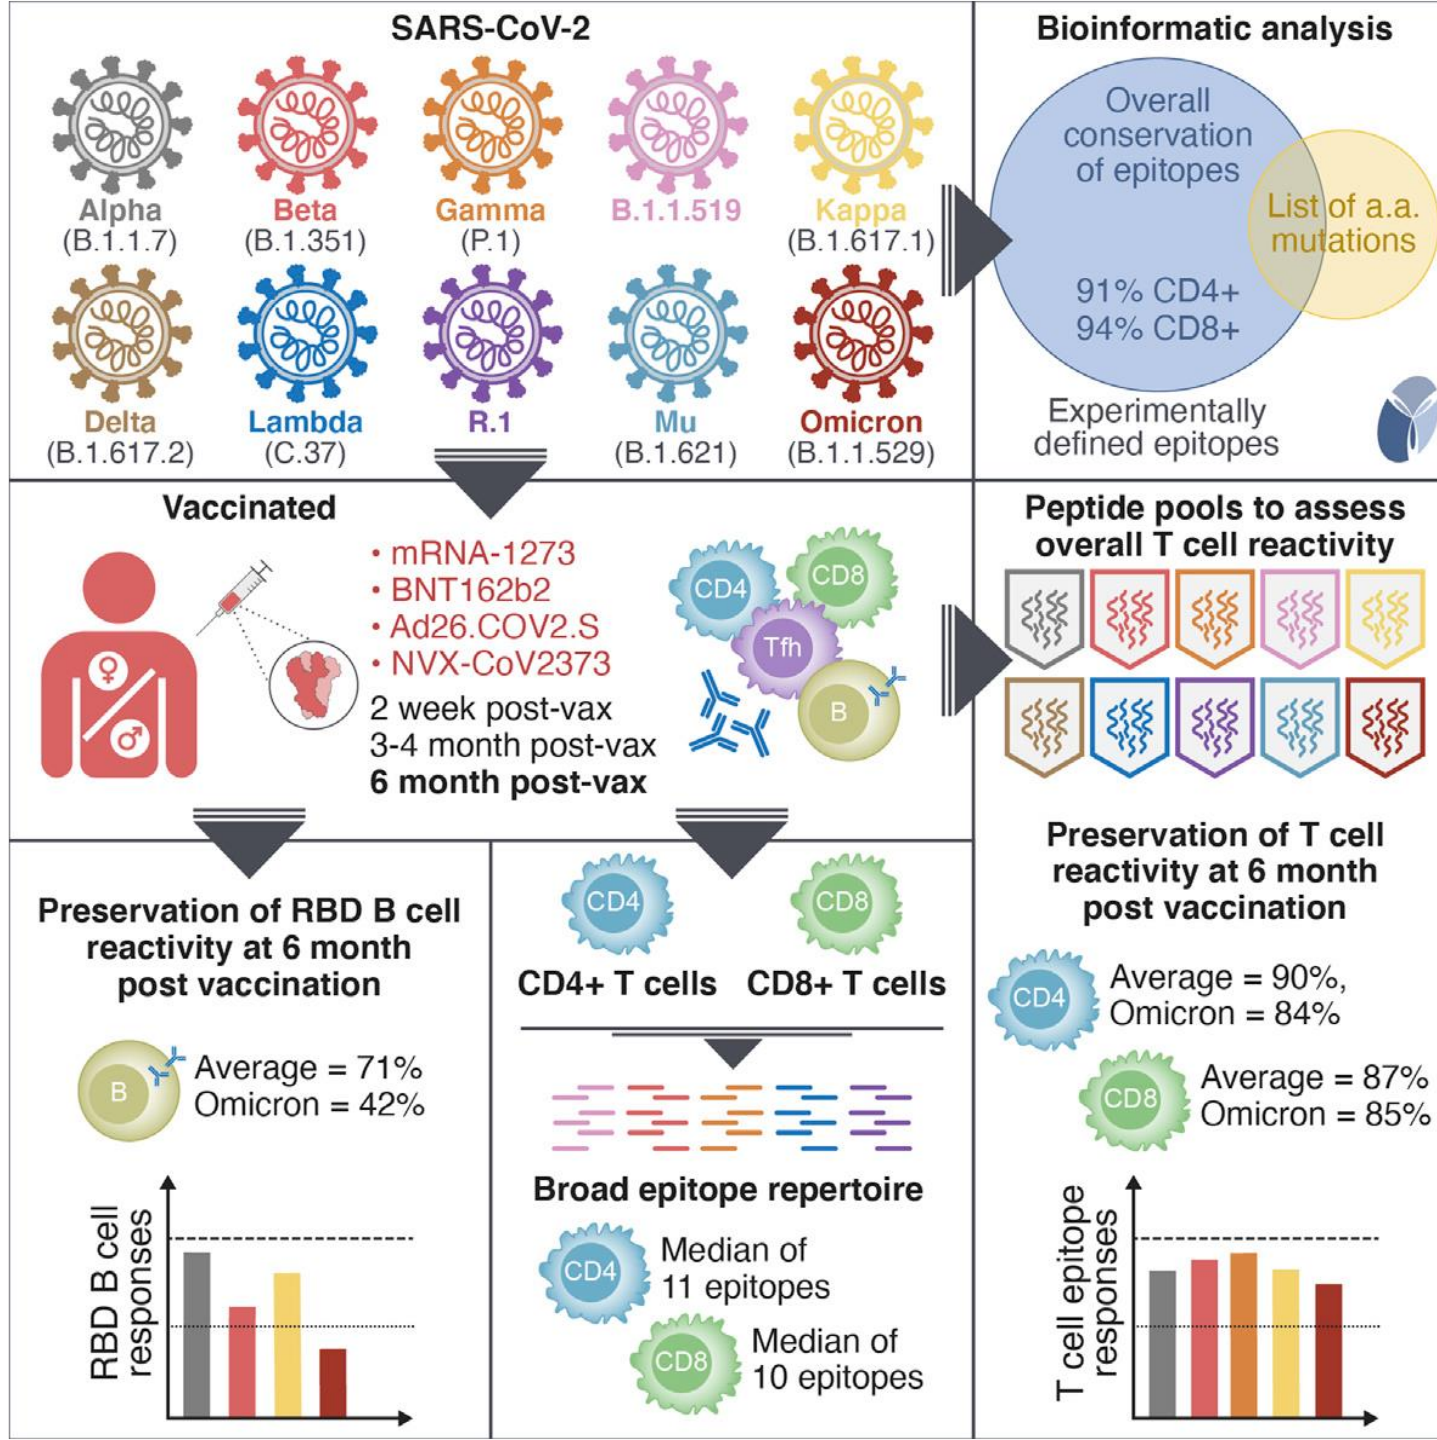 SARS-CoV-2
Alpha
(B.1.1.7)
Beta
(B.1.351)
Gamma
(P.1)
B.1.1.519
Kappa
(B.1.617.1)
Delta
(B.1.617.2)
Lambda
(C.37)
R.1
Mu
(B.1.621)
Omicron
(B.1.1.529)
Bioinformatic analysis
Overall
conservation
of epitopes
List of a.a.
mutations
91% CD4+
94% CD8+
Experimentally
defined epitopes
Vaccinated
• mRNA-1273
• BNT162b2
• Ad26.COV2.S
• NVX-CoV2373
2 week post-vax
3-4 month post-vax
6 month post-vax
CD4
CD8
Tfh
B
Peptide pools to assess
overall T cell reactivity
Preservation of T cell
reactivity at 6 month
post vaccination
CD4
Average = 90%,
Omicron = 84%
CD8
Average = 87%
Omicron = 85%
T cell epitope
responses
Preservation of RBD B cell
reactivity at 6 month
post vaccination
B
Average = 71%
Omicron = 42%
RBD B cell
responses
CD4
CD8
CD4+ T cells
CD8+ T cells
Broad epitope repertoire
CD4
Median of
11 epitopes
CD8
Median of
10 epitopes